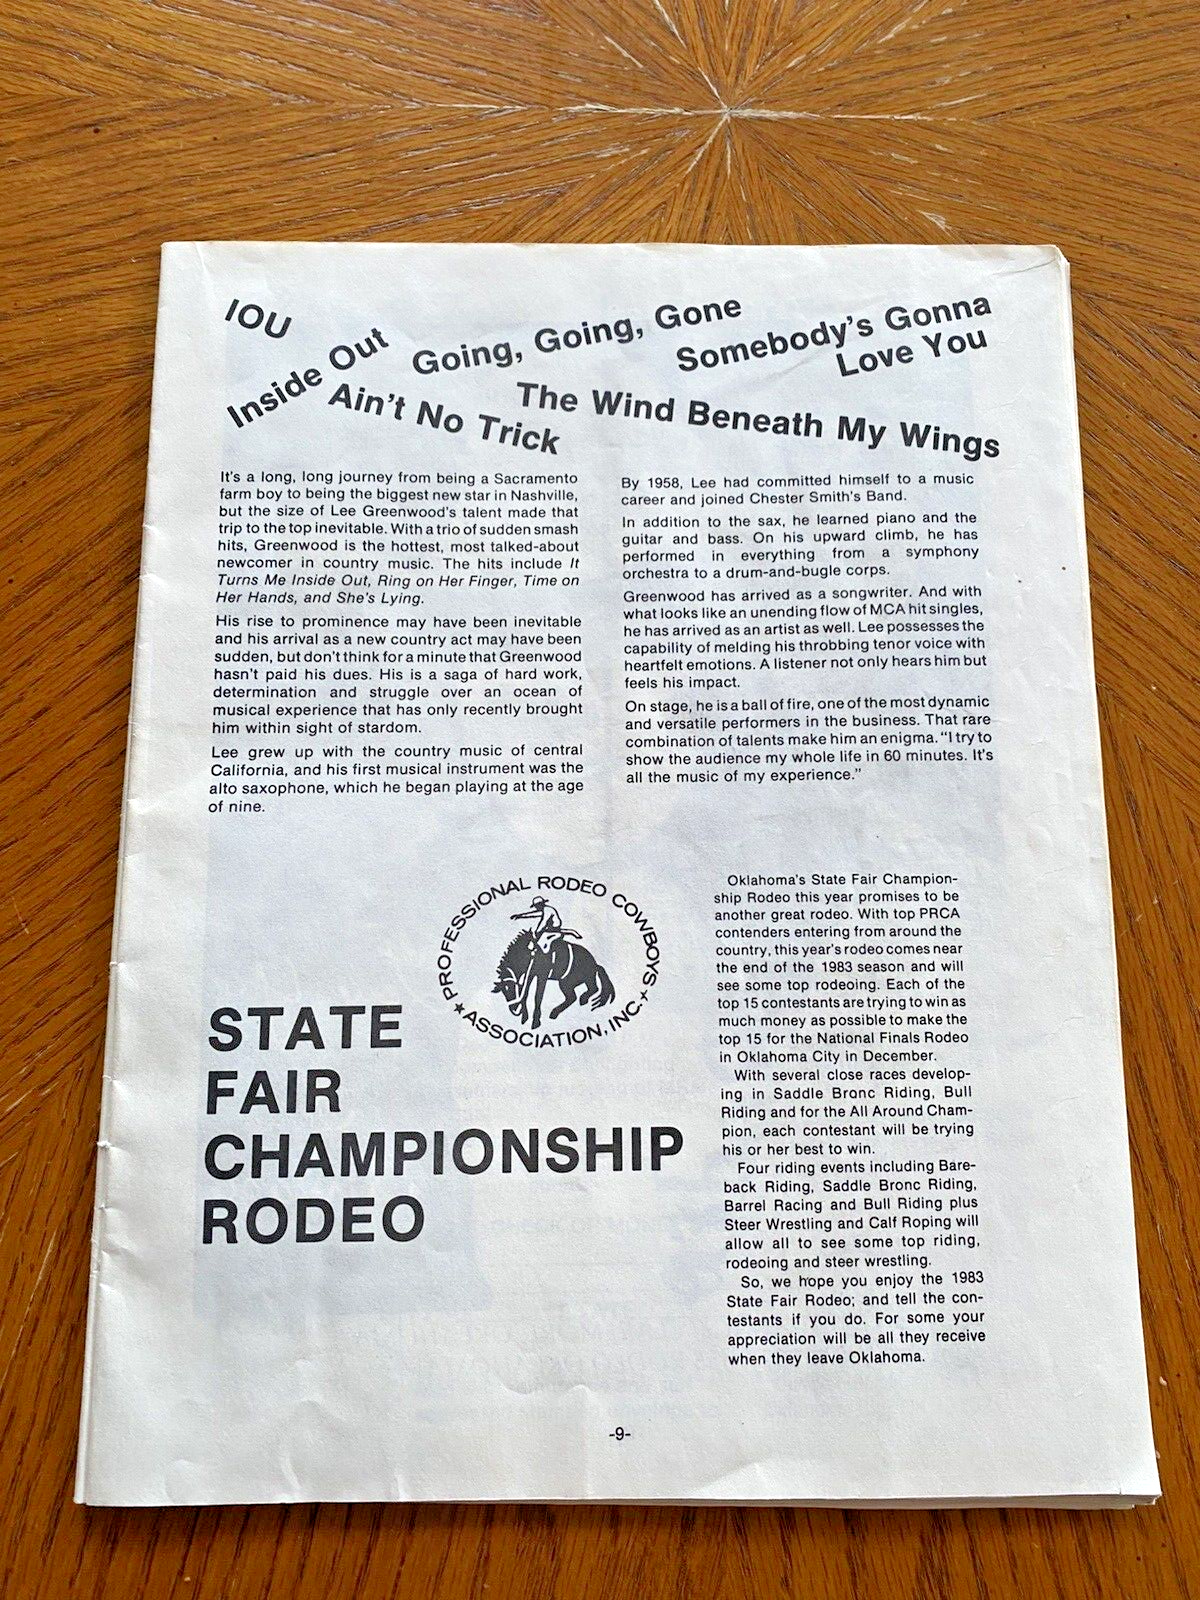 IOU
Inside Out
Going, Going, Gone
Somebody's Gonna
Love You
Ain't No Trick
The Wind Beneath My Wings
It's a long, long journey from being a Sacramento
farm boy to being the biggest new star in Nashville,
but the size of Lee Greenwood's talent made that
trip to the top inevitable. With a trio of sudden smash
hits, Greenwood is the hottest, most talked-about
newcomer in country music. The hits include It
Turns Me Inside Out, Ring on Her Finger, Time on
Her Hands, and She's Lying.
His rise to prominence may have been inevitable
and his arrival as a new country act may have been
sudden, but don't think for a minute that Greenwood
hasn't paid his dues. His is a saga of hard work,
determination and struggle over an ocean of
musical experience that has only recently brought
him within sight of stardom.
Lee grew up with the country music of central
California, and his first musical instrument was the
alto saxophone, which he began playing at the age
of nine.
By 1958, Lee had committed himself to a music
career and joined Chester Smith's Band.
In addition to the sax, he learned piano and the
guitar and bass. On his upward climb, he has
performed in everything from a symphony
orchestra to a drum-and-bugle corps.
Greenwood has arrived as a songwriter. And with
what looks like an unending flow of MCA hit singles,
he has arrived as an artist as well. Lee possesses the
capability of melding his throbbing tenor voice with
heartfelt emotions. A listener not only hears him but
feels his impact.
On stage, he is a ball of fire, one of the most dynamic
and versatile performers in the business. That rare
combination of talents make him an enigma. "I try to
show the audience my whole life in 60 minutes. It's
all the music of my experience."
PROFESSIONAL RODEO COWBOYS
★ASSOCIATION, INC.★
STATE
FAIR
CHAMPIONSHIP
RODEO
Oklahoma's State Fair Champion-
ship Rodeo this year promises to be
another great rodeo. With top PRCA
contenders entering from around the
country, this year's rodeo comes near
the end of the 1983 season and will
see some top rodeoing. Each of the
top 15 contestants are trying to win as
much money as possible to make the
top 15 for the National Finals Rodeo
in Oklahoma City in December.
With several close races develop-
ing in Saddle Bronc Riding, Bull
Riding and for the All Around Cham-
pion, each contestant will be trying
his or her best to win.
Four riding events including Bare-
back Riding, Saddle Bronc Riding,
Barrel Racing and Bull Riding plus
Steer Wrestling and Calf Roping will
allow all to see some top riding,
rodeoing and steer wrestling.
So, we hope you enjoy the 1983
State Fair Rodeo; and tell the con-
testants if you do. For some your
appreciation will be all they receive
when they leave Oklahoma.
-9-